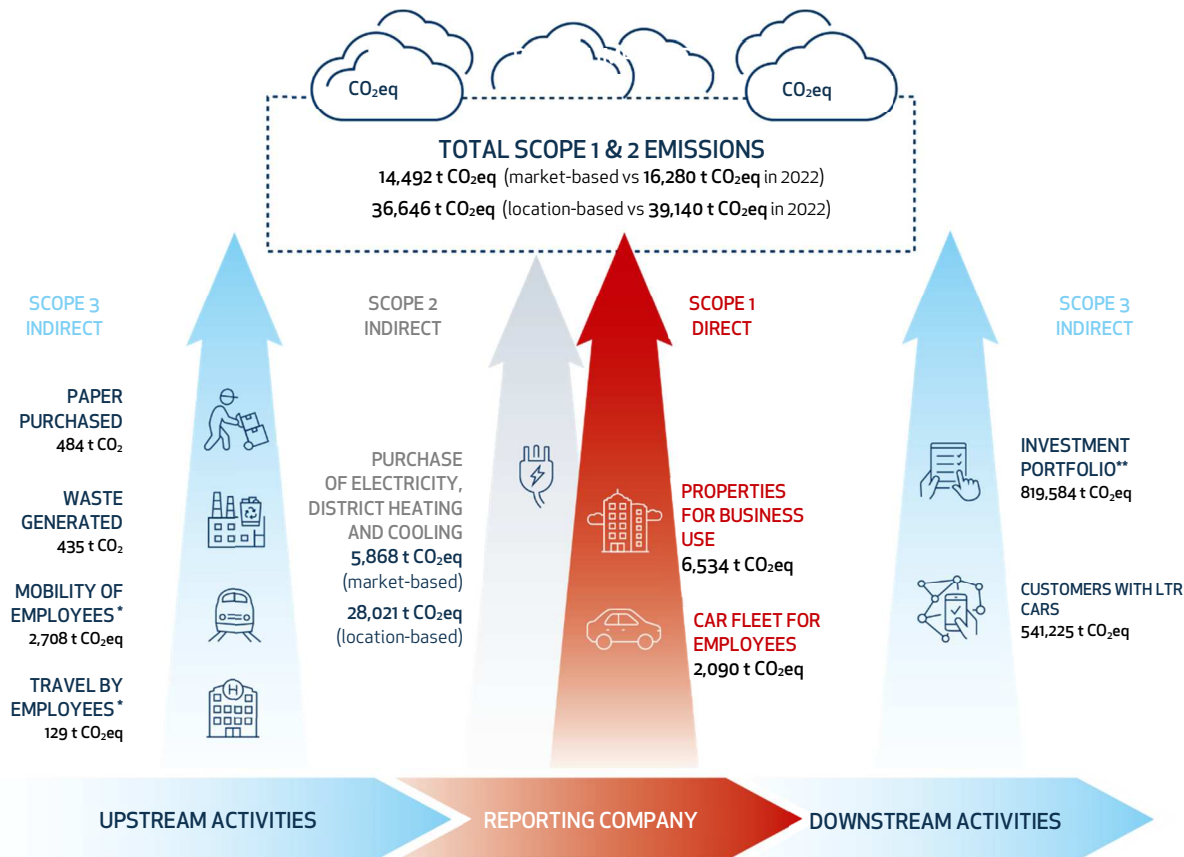 CO₂eq
CO₂eq
TOTAL SCOPE 1 & 2 EMISSIONS
14,492 t CO₂eq (market-based vs 16,280 t CO₂eq in 2022)
36,646 t CO₂eq (location-based vs 39,140 t CO₂eq in 2022)
SCOPE 3
INDIRECT
PAPER
PURCHASED
484 t CO₂
WASTE
GENERATED
435 t CO₂
MOBILITY OF
EMPLOYEES*
2,708 t CO₂eq
TRAVEL BY
EMPLOYEES*
129 t CO₂eq
SCOPE 2
INDIRECT
PURCHASE
OF ELECTRICITY,
DISTRICT HEATING
AND COOLING
5,868 t CO₂eq
(market-based)
28,021 t CO₂eq
(location-based)
SCOPE 1
DIRECT
PROPERTIES
FOR BUSINESS
USE
6,534 t CO₂eq
CAR FLEET FOR
EMPLOYEES
2,090 t CO₂eq
SCOPE 3
INDIRECT
INVESTMENT
PORTFOLIO**
819,584 t CO₂eq
CUSTOMERS WITH LTR
CARS
541,225 t CO₂eq
H
UPSTREAM ACTIVITIES
REPORTING COMPANY
DOWNSTREAM ACTIVITIES